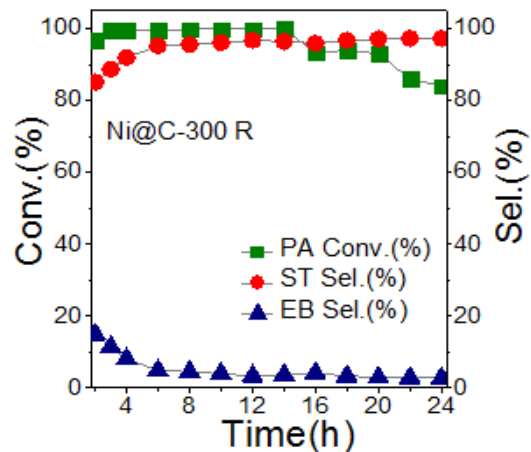 100
80
60
40
20
0
Conv.(%)
Ni@C-300 R
PA Conv.(%)
ST Sel.(%)
EB Sel.(%)
100
80
60
40
20
0
Sel.(%)
4 8 12 16 20 24
Time(h)